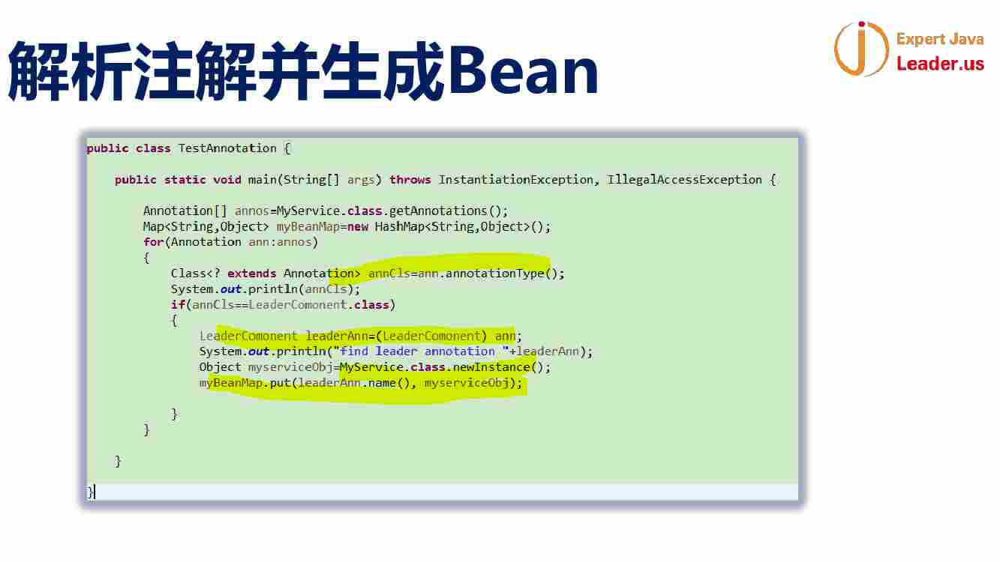 解析注解并生成Bean
Expert Java
Leader.us
public class TestAnnotation {
public static void main(String[] args) throws InstantiationException, IllegalAccessException {
Annotation[] annos=MyService.class.getAnnotations();
Map<String,Object> myBeanMap=new HashMap<String,Object>();
for(Annotation ann:annos)
{
Class<? extends Annotation> annCls=ann.annotationType();
System.out.println(annCls);
if(annCls==LeaderComonent.class)
{
LeaderComonent leaderAnn=(LeaderComonent) ann;
System.out.println("find leader annotation "+leaderAnn);
Object myserviceObj=MyService.class.newInstance();
myBeanMap.put(leaderAnn.name(), myserviceObj);
}
}
}
}